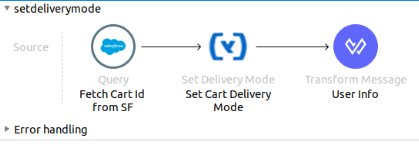 setdeliverymode
Source
salesforce
Query
Set Delivery Mode
Transform Message
Fetch Cart Id
from SF
Set Cart Delivery
Mode
User Info
Error handling